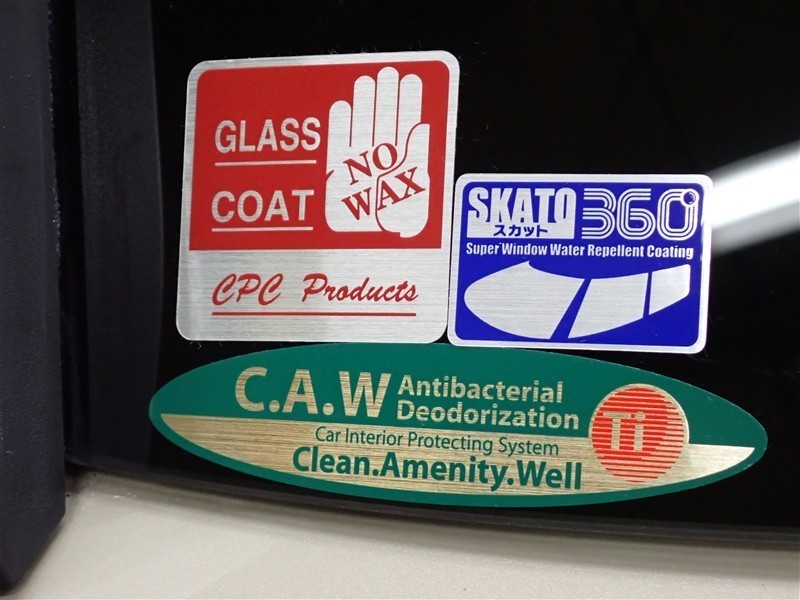 GLASS
COAT
NO
WAX
CPC Products
SKATO 360°
スカット
Super Window Water Repellent Coating
C.A.W Antibacterial
Deodorization
Ti
Car Interior Protecting System
Clean.Amenity.Well